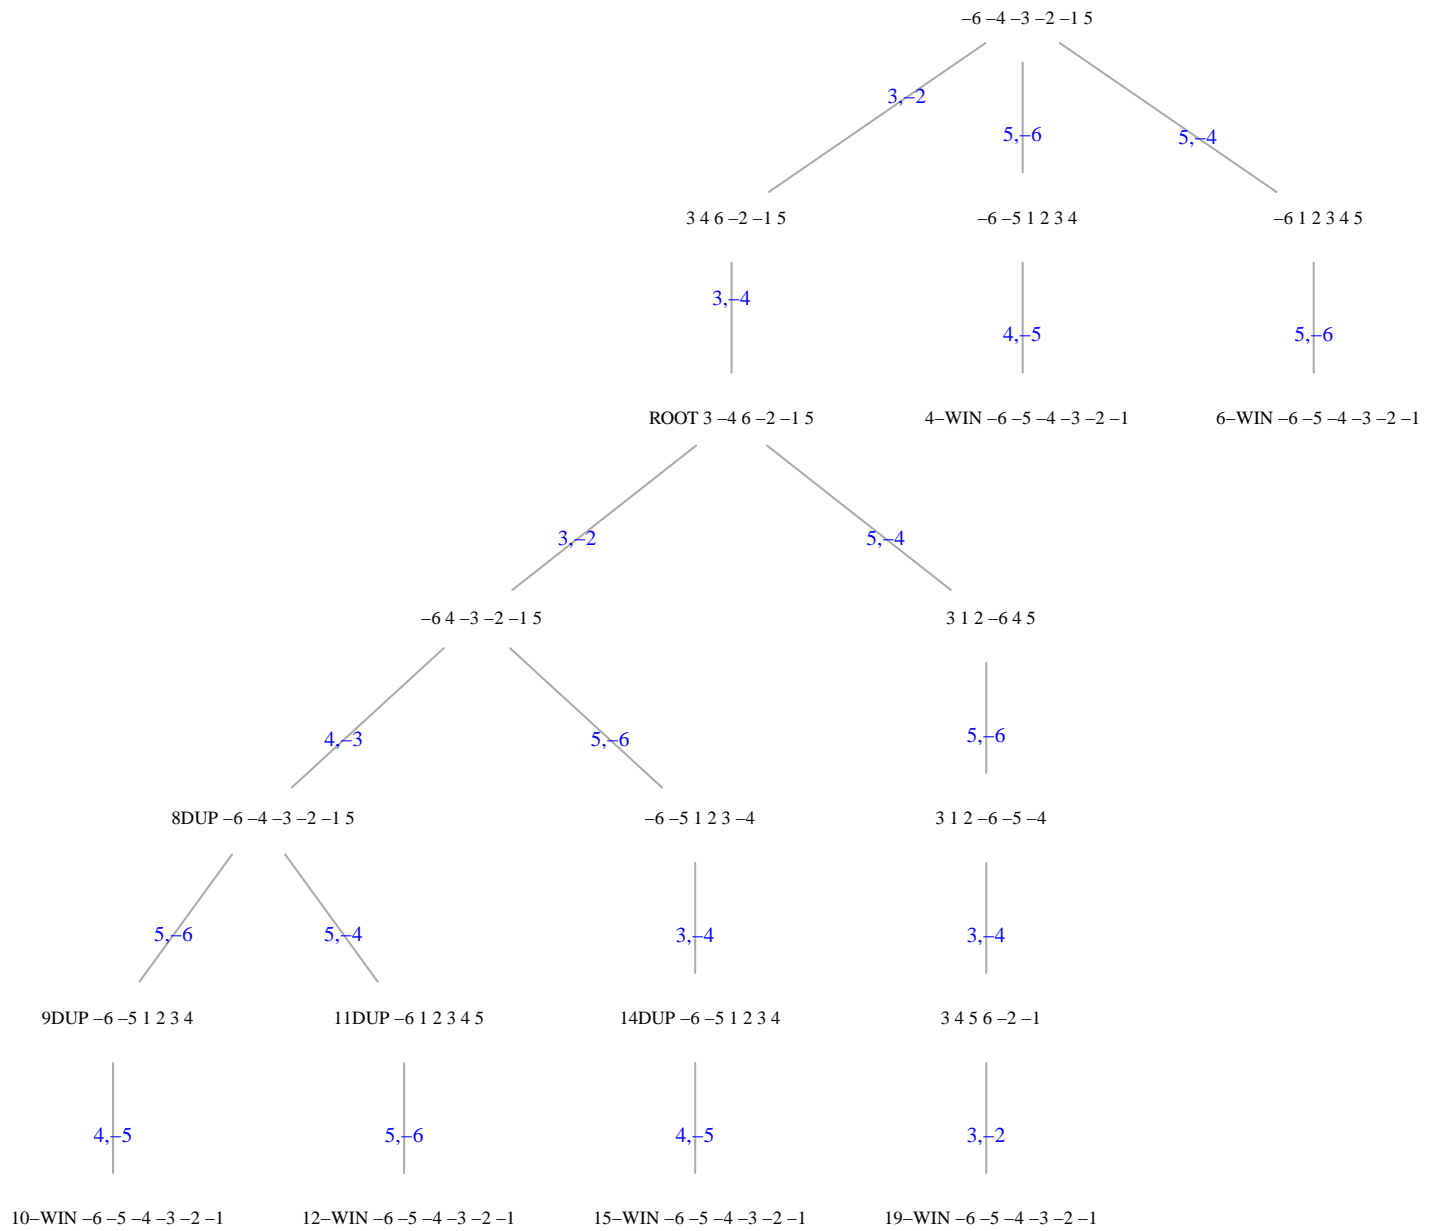 –6 –4 –3 –2 –1 5
3,–2
5,–6
5,–4
3 4 6 –2 –1 5
–6 –5 1 2 3 4
–6 1 2 3 4 5
3,–4
4,–5
5,–6
ROOT 3 –4 6 –2 –1 5
4–WIN –6 –5 –4 –3 –2 –1
6–WIN –6 –5 –4 –3 –2 –1
3,–2
5,–4
–6 4 –3 –2 –1 5
3 1 2 –6 4 5
4,–3
5,–6
5,–6
8DUP –6 –4 –3 –2 –1 5
–6 –5 1 2 3 –4
3 1 2 –6 –5 –4
5,–6
5,–4
3,–4
3,–4
9DUP –6 –5 1 2 3 4
11DUP –6 1 2 3 4 5
14DUP –6 –5 1 2 3 4
3 4 5 6 –2 –1
4,–5
5,–6
4,–5
3,–2
10–WIN –6 –5 –4 –3 –2 –1
12–WIN –6 –5 –4 –3 –2 –1
15–WIN –6 –5 –4 –3 –2 –1
19–WIN –6 –5 –4 –3 –2 –1